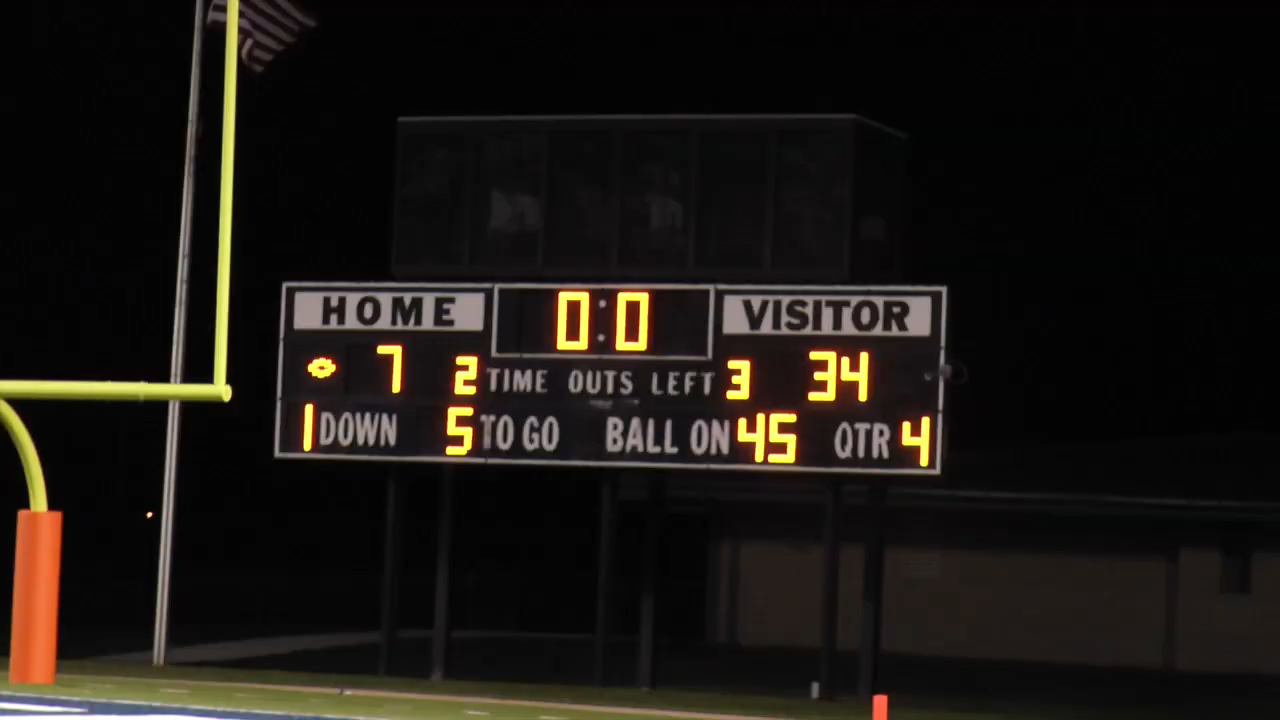 HOME 0:0 VISITOR
7 2 TIME OUTS LEFT 3 34
1 DOWN 5 TO GO BALL ON 45 QTR 4